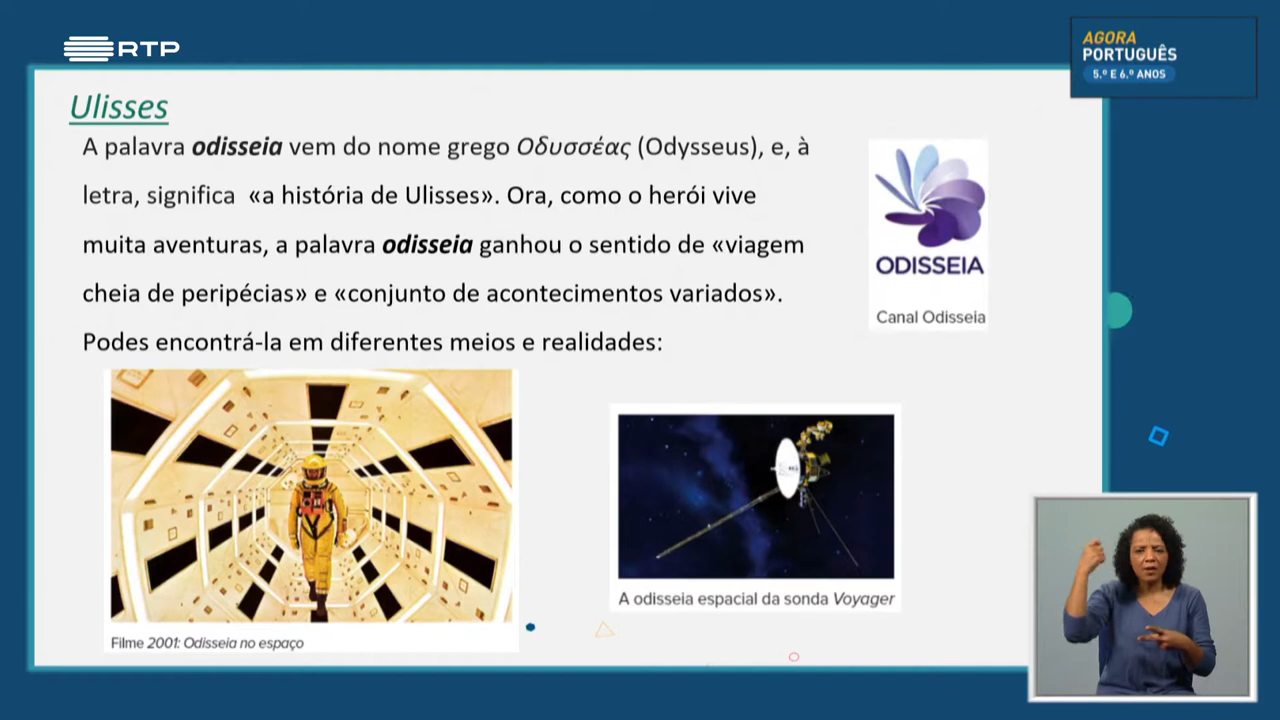 RTP
AGORA
PORTUGUÊS
5.º E 6.º ANOS
Ulisses
A palavra odisseia vem do nome grego Οδυσσέας (Odysseus), e, à
letra, significa «a história de Ulisses». Ora, como o herói vive
muita aventuras, a palavra odisseia ganhou o sentido de «viagem
cheia de peripécias» e «conjunto de acontecimentos variados».
Podes encontrá-la em diferentes meios e realidades:
ODISSEIA
Canal Odisseia
A odisseia espacial da sonda Voyager
Filme 2001: Odisseia no espaço